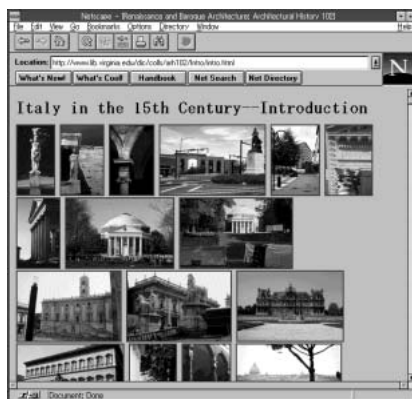 Netscape - [Renaissance and Baroque Architecture: Architectural History 102]
File Edit View Go Bookmarks Options Directory Window Help
Location: http://www.lib.virginia.edu/dic/colls/arh102/intro/intro.html
N
What's New! What's Cool! Handbook Net Search Net Directory
Italy in the 15th Century--Introduction
Document: Done